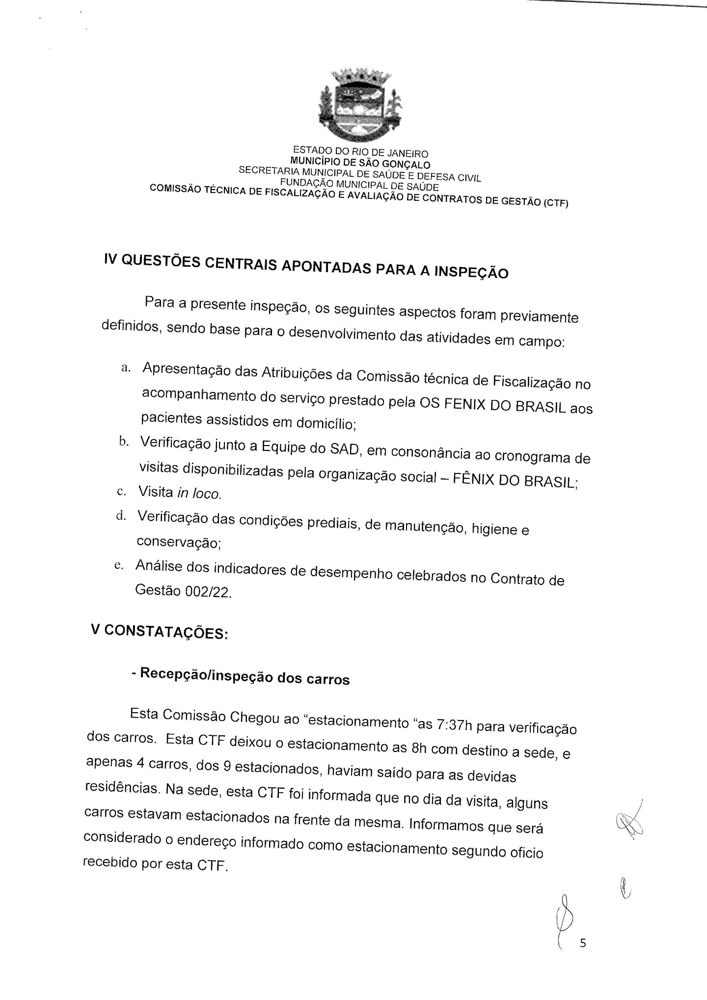 ESTADO DO RIO DE JANEIRO
MUNICÍPIO DE SÃO GONÇALO
SECRETARIA MUNICIPAL DE SAÚDE E DEFESA CIVIL
FUNDAÇÃO MUNICIPAL DE SAÚDE
COMISSÃO TÉCNICA DE FISCALIZAÇÃO E AVALIAÇÃO DE CONTRATOS DE GESTÃO (CTF)
IV QUESTÕES CENTRAIS APONTADAS PARA A INSPEÇÃO
Para a presente inspeção, os seguintes aspectos foram previamente
definidos, sendo base para o desenvolvimento das atividades em campo:
a. Apresentação das Atribuições da Comissão técnica de Fiscalização no
acompanhamento do serviço prestado pela OS FENIX DO BRASIL aos
pacientes assistidos em domicílio;
b. Verificação junto a Equipe do SAD, em consonância ao cronograma de
visitas disponibilizadas pela organização social – FÊNIX DO BRASIL;
c. Visita in loco.
d. Verificação das condições prediais, de manutenção, higiene e
conservação;
e. Análise dos indicadores de desempenho celebrados no Contrato de
Gestão 002/22.
V CONSTATAÇÕES:
- Recepção/inspeção dos carros
Esta Comissão Chegou ao “estacionamento “as 7:37h para verificação
dos carros.  Esta CTF deixou o estacionamento as 8h com destino a sede, e
apenas 4 carros, dos 9 estacionados, haviam saído para as devidas
residências. Na sede, esta CTF foi informada que no dia da visita, alguns
carros estavam estacionados na frente da mesma. Informamos que será
considerado o endereço informado como estacionamento segundo oficio
recebido por esta CTF.
5